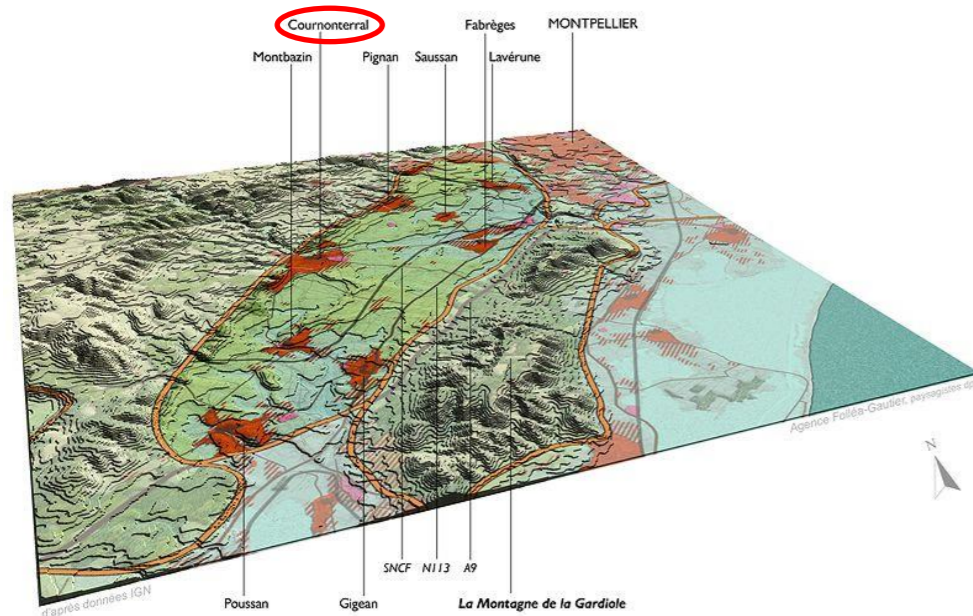 Cournonterral
Fabrèges
MONTPELLIER
Montbazin
Pignan
Saussan
Lavérune
Agence Folléa-Gautier, paysagistes dp
N
SNCF
N113
A9
d'après données IGN
Poussan
Gigean
La Montagne de la Gardiole